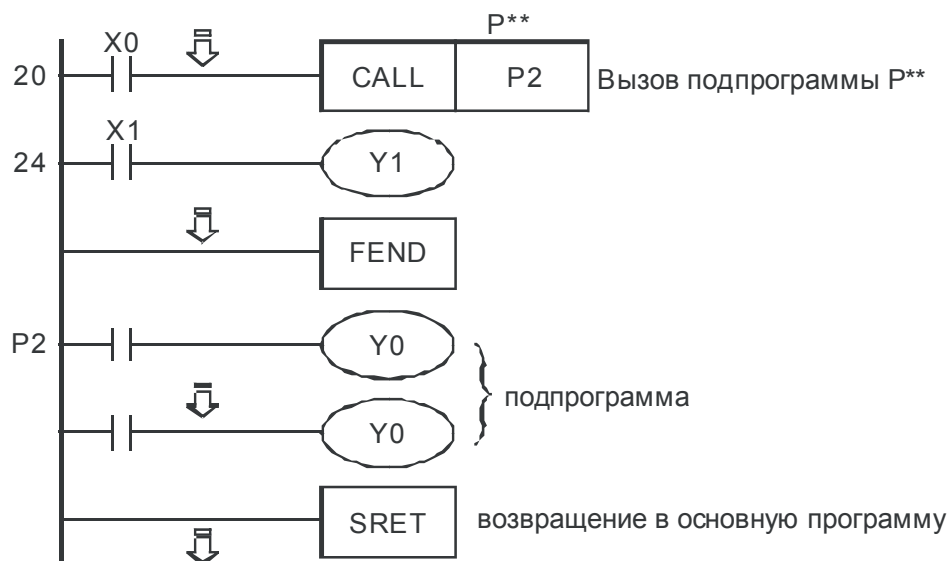 P**
X0
20 CALL P2 Вызов подпрограммы P**
X1
24 Y1
FEND
P2 Y0
подпрограмма
Y0
SRET возвращение в основную программу